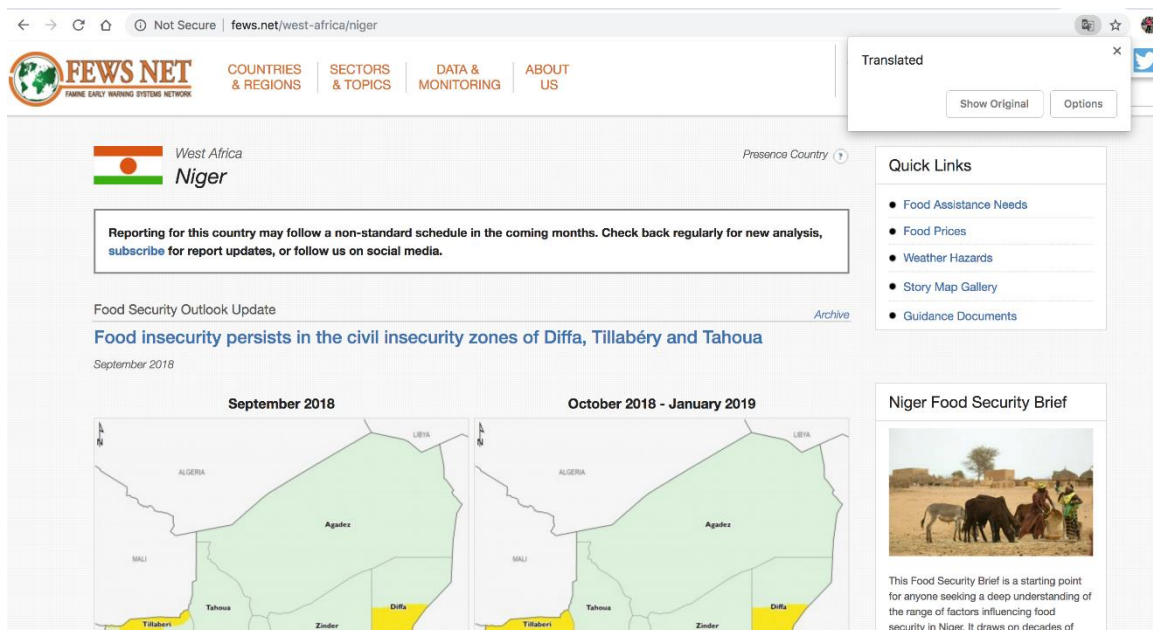 Not Secure | fews.net/west-africa/niger
FEWS NET
FAMINE EARLY WARNING SYSTEMS NETWORK
COUNTRIES
& REGIONS
SECTORS
& TOPICS
DATA &
MONITORING
ABOUT
US
Translated
Show Original
Options
West Africa
Niger
Presence Country ?
Reporting for this country may follow a non-standard schedule in the coming months. Check back regularly for new analysis,
subscribe for report updates, or follow us on social media.
Food Security Outlook Update
Archive
Food insecurity persists in the civil insecurity zones of Diffa, Tillabéry and Tahoua
September 2018
September 2018
N
LIBYA
ALGERIA
Agadez
MALI
Tahoua
Diffa
Tillaberi
Zinder
October 2018 - January 2019
N
LIBYA
ALGERIA
Agadez
MALI
Tahoua
Diffa
Tillaberi
Zinder
Quick Links
Food Assistance Needs
Food Prices
Weather Hazards
Story Map Gallery
Guidance Documents
Niger Food Security Brief
This Food Security Brief is a starting point
for anyone seeking a deep understanding of
the range of factors influencing food
security in Niger. It draws on decades of